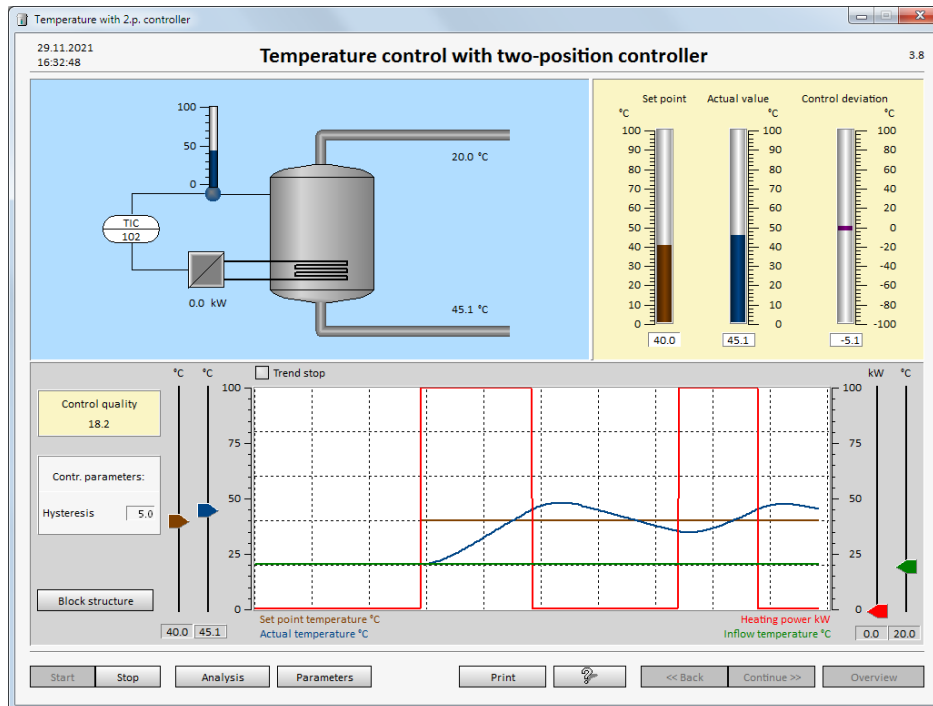 Temperature with 2.p. controller
29.11.2021
16:32:48
Temperature control with two-position controller
3.8
100
50
0
20.0 °C
TIC
102
0.0 kW
45.1 °C
Set point Actual value Control deviation
°C °C °C
100 100 100
90 90 80
80 80 60
70 70 40
60 60 20
50 50 0
40 40 -20
30 30 -40
20 20 -60
10 10 -80
0 0 -100
40.0 45.1 -5.1
°C °C Trend stop kW °C
Control quality
18.2
Contr. parameters:
Hysteresis 5.0
Block structure
100 100
75 75
50 50
25 25
0 0
40.0 45.1
Set point temperature °C Heating power kW
Actual temperature °C Inflow temperature °C
0.0 20.0
Start Stop Analysis Parameters Print ? << Back Continue >> Overview